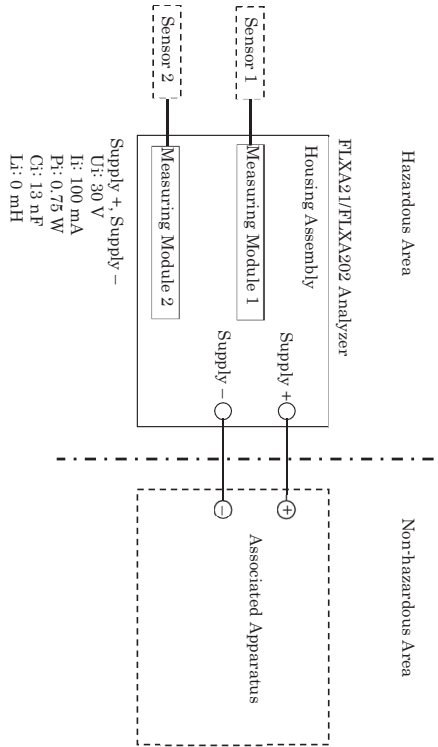 Hazardous Area
Non-hazardous Area
FLXA21/FLXA202 Analyzer
Housing Assembly
Supply +
+
Sensor 1
Measuring Module 1
Associated Apparatus
Supply –
–
Sensor 2
Measuring Module 2
Supply +, Supply –
Ui: 30 V
Ii: 100 mA
Pi: 0.75 W
Ci: 13 nF
Li: 0 mH